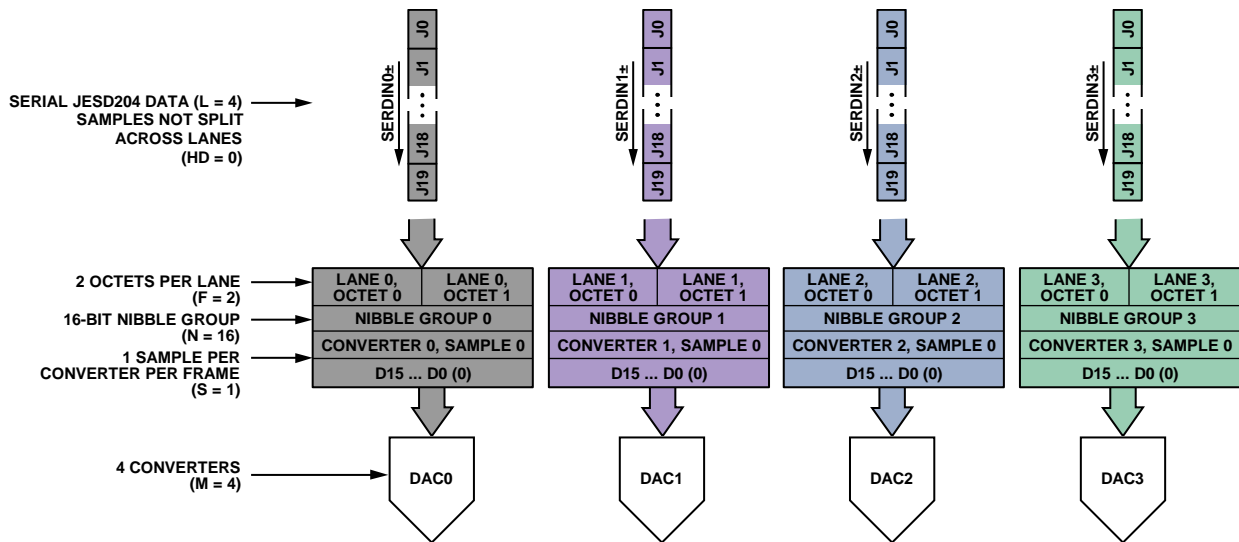 J0
J1
J18
J19
SERDIN0±
J0
J1
J18
J19
SERDIN1±
J0
J1
J18
J19
SERDIN2±
J0
J1
J18
J19
SERDIN3±
SERIAL JESD204 DATA (L = 4)
SAMPLES NOT SPLIT
ACROSS LANES
(HD = 0)
2 OCTETS PER LANE
(F = 2)
LANE 0,
OCTET 0
LANE 0,
OCTET 1
LANE 1,
OCTET 0
LANE 1,
OCTET 1
LANE 2,
OCTET 0
LANE 2,
OCTET 1
LANE 3,
OCTET 0
LANE 3,
OCTET 1
16-BIT NIBBLE GROUP
(N = 16)
NIBBLE GROUP 0
NIBBLE GROUP 1
NIBBLE GROUP 2
NIBBLE GROUP 3
1 SAMPLE PER
CONVERTER PER FRAME
(S = 1)
CONVERTER 0, SAMPLE 0
CONVERTER 1, SAMPLE 0
CONVERTER 2, SAMPLE 0
CONVERTER 3, SAMPLE 0
D15 ... D0 (0)
D15 ... D0 (0)
D15 ... D0 (0)
D15 ... D0 (0)
4 CONVERTERS
(M = 4)
DAC0
DAC1
DAC2
DAC3